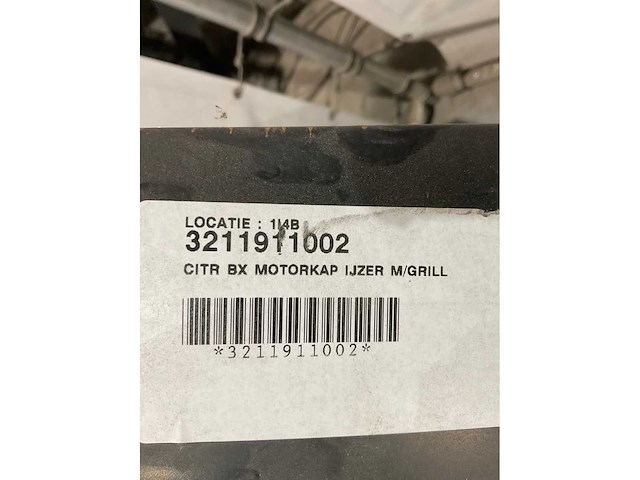 LOCATIE : 1I4B
3211911002
CITR BX MOTORKAP IJZER M/GRILL
*3211911002*